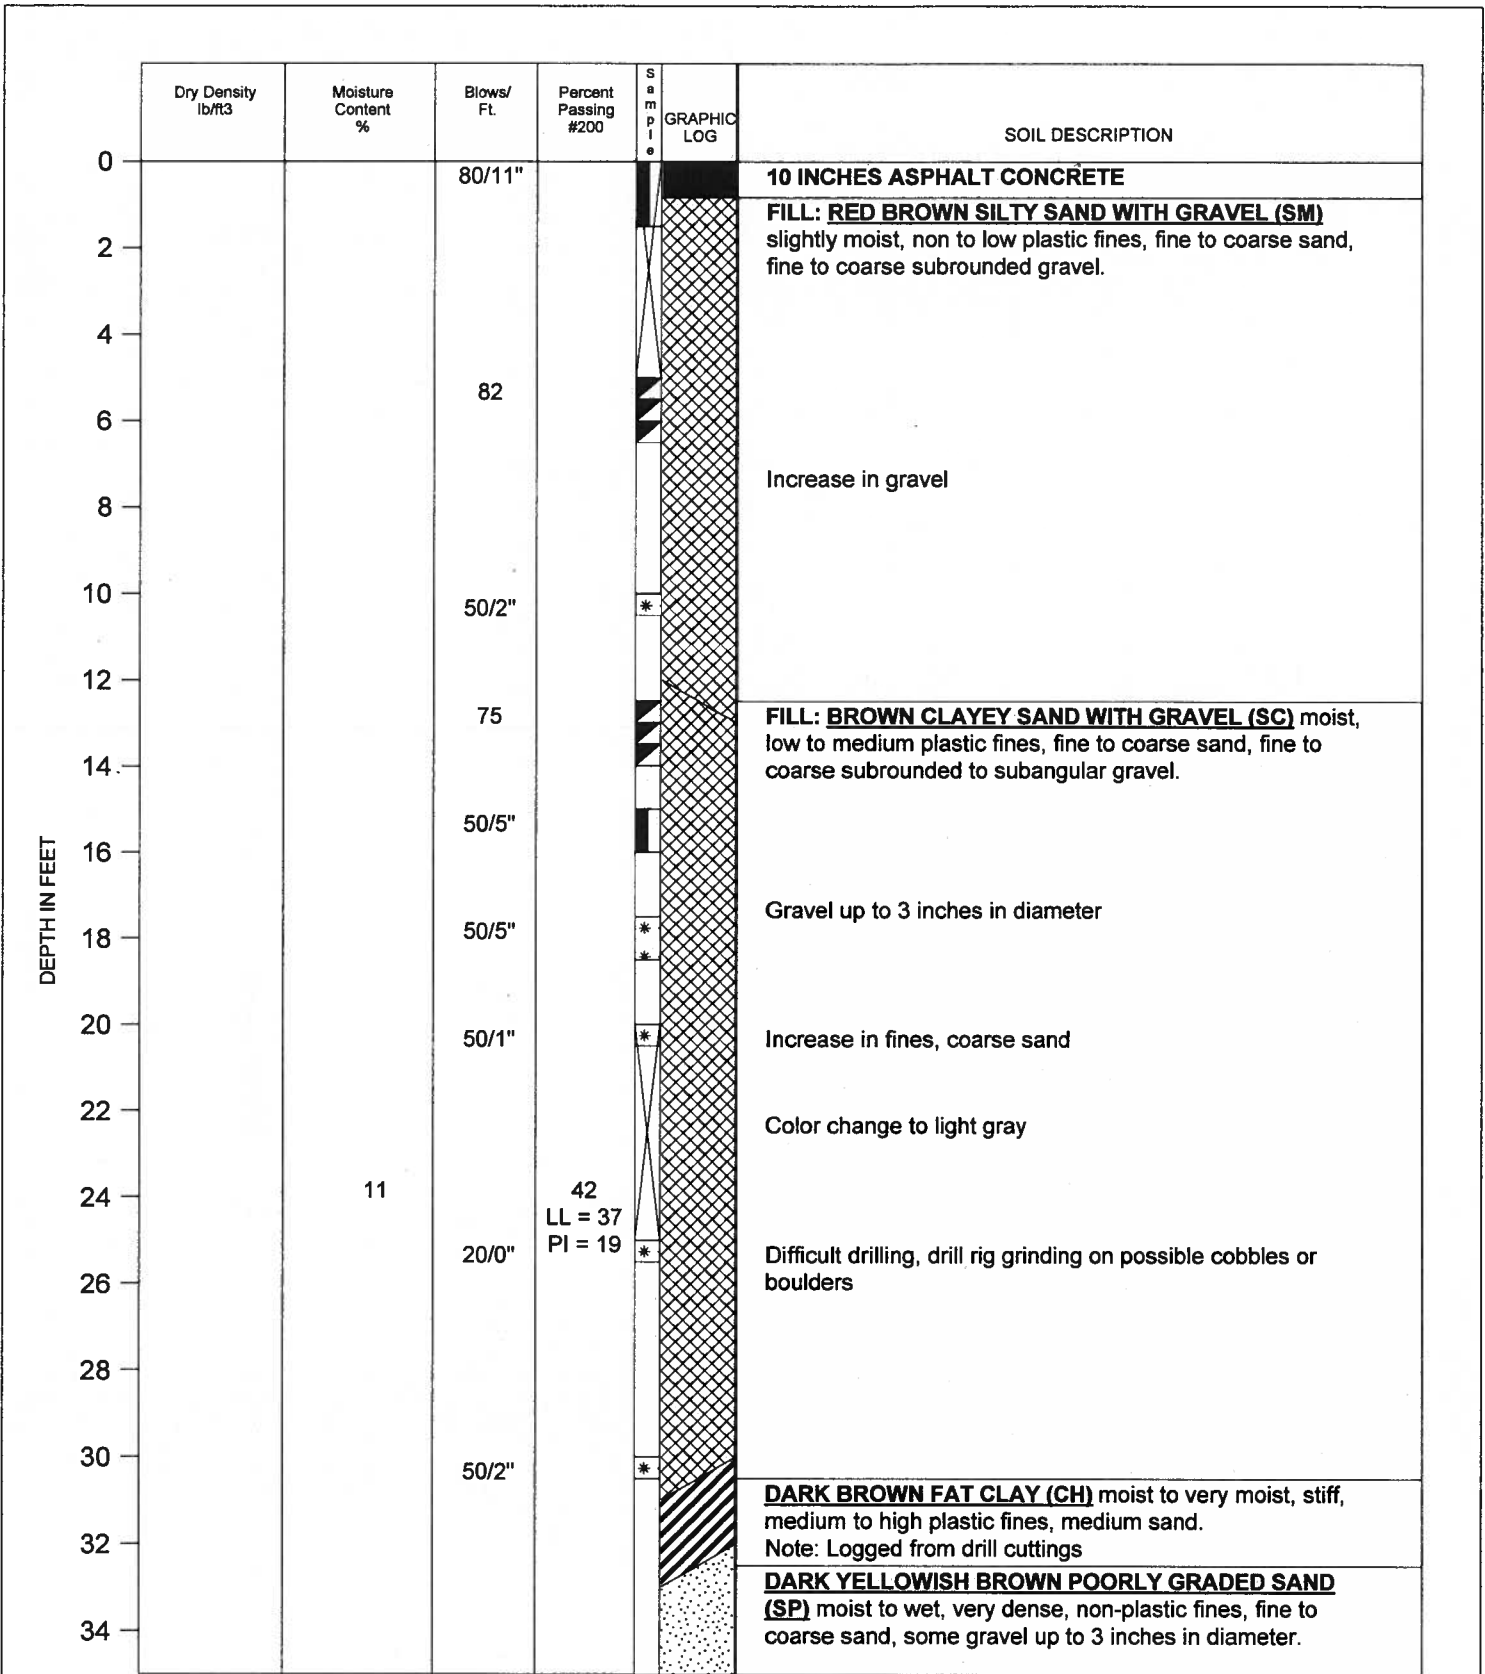 Dry Density
lb/ft3
Moisture
Content
%
Blows/
Ft.
Percent
Passing
#200
Sample
GRAPHIC
LOG
SOIL DESCRIPTION
DEPTH IN FEET
0
80/11"
10 INCHES ASPHALT CONCRETE
FILL: RED BROWN SILTY SAND WITH GRAVEL (SM)
slightly moist, non to low plastic fines, fine to coarse sand,
fine to coarse subrounded gravel.
2
4
82
6
Increase in gravel
8
10
50/2"
*
12
75
FILL: BROWN CLAYEY SAND WITH GRAVEL (SC) moist,
low to medium plastic fines, fine to coarse sand, fine to
coarse subrounded to subangular gravel.
14
50/5"
16
Gravel up to 3 inches in diameter
50/5"
*
18
*
20
50/1"
*
Increase in fines, coarse sand
22
Color change to light gray
24
11
42
LL = 37
PI = 19
20/0"
*
Difficult drilling, drill rig grinding on possible cobbles or
boulders
26
28
30
50/2"
*
DARK BROWN FAT CLAY (CH) moist to very moist, stiff,
medium to high plastic fines, medium sand.
Note: Logged from drill cuttings
32
DARK YELLOWISH BROWN POORLY GRADED SAND
(SP) moist to wet, very dense, non-plastic fines, fine to
coarse sand, some gravel up to 3 inches in diameter.
34